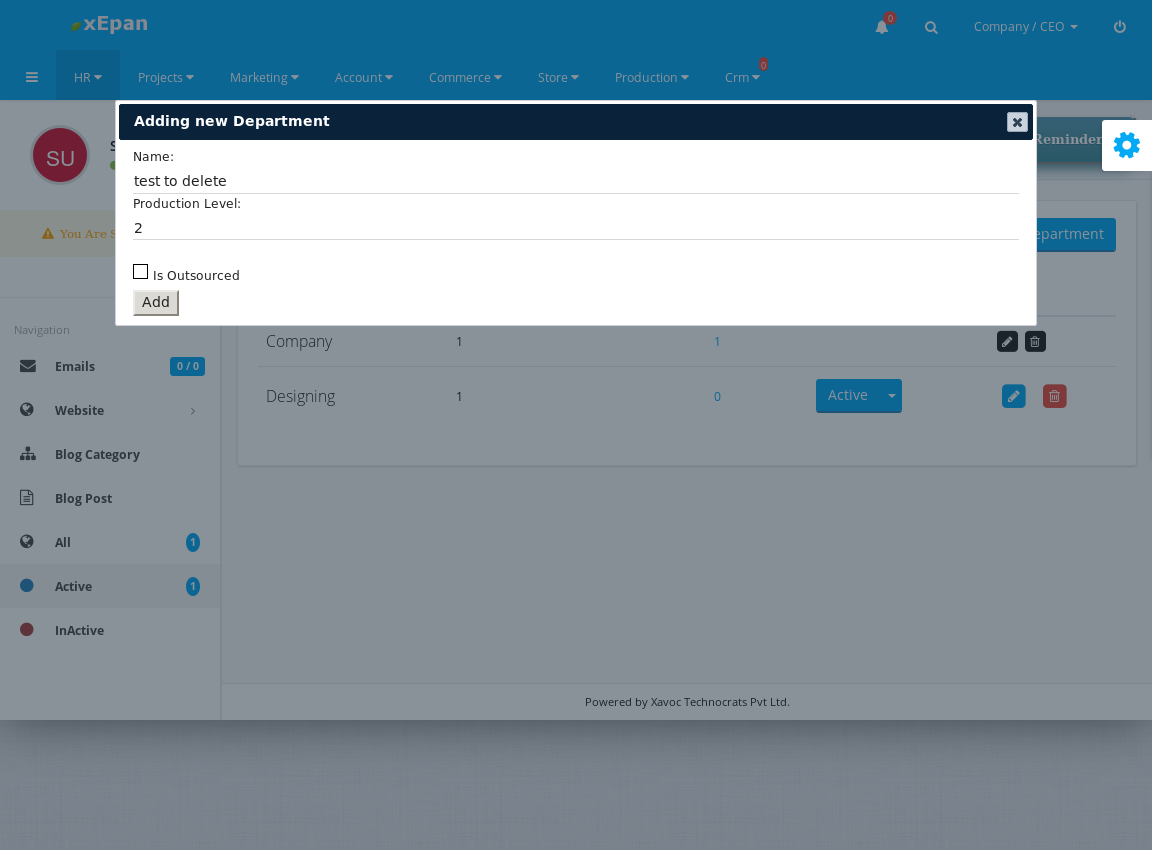 xEpan
0
Company / CEO
HR
Projects
Marketing
Account
Commerce
Store
Production
Crm
0
Adding new Department
SU
Reminder
Name:
test to delete
Production Level:
2
You Are
Is Outsourced
Add
Navigation
Company 1 1
Emails 0 / 0
Designing 1 0 Active
Website
Blog Category
Blog Post
All 1
Active 1
InActive
Powered by Xavoc Technocrats Pvt Ltd.